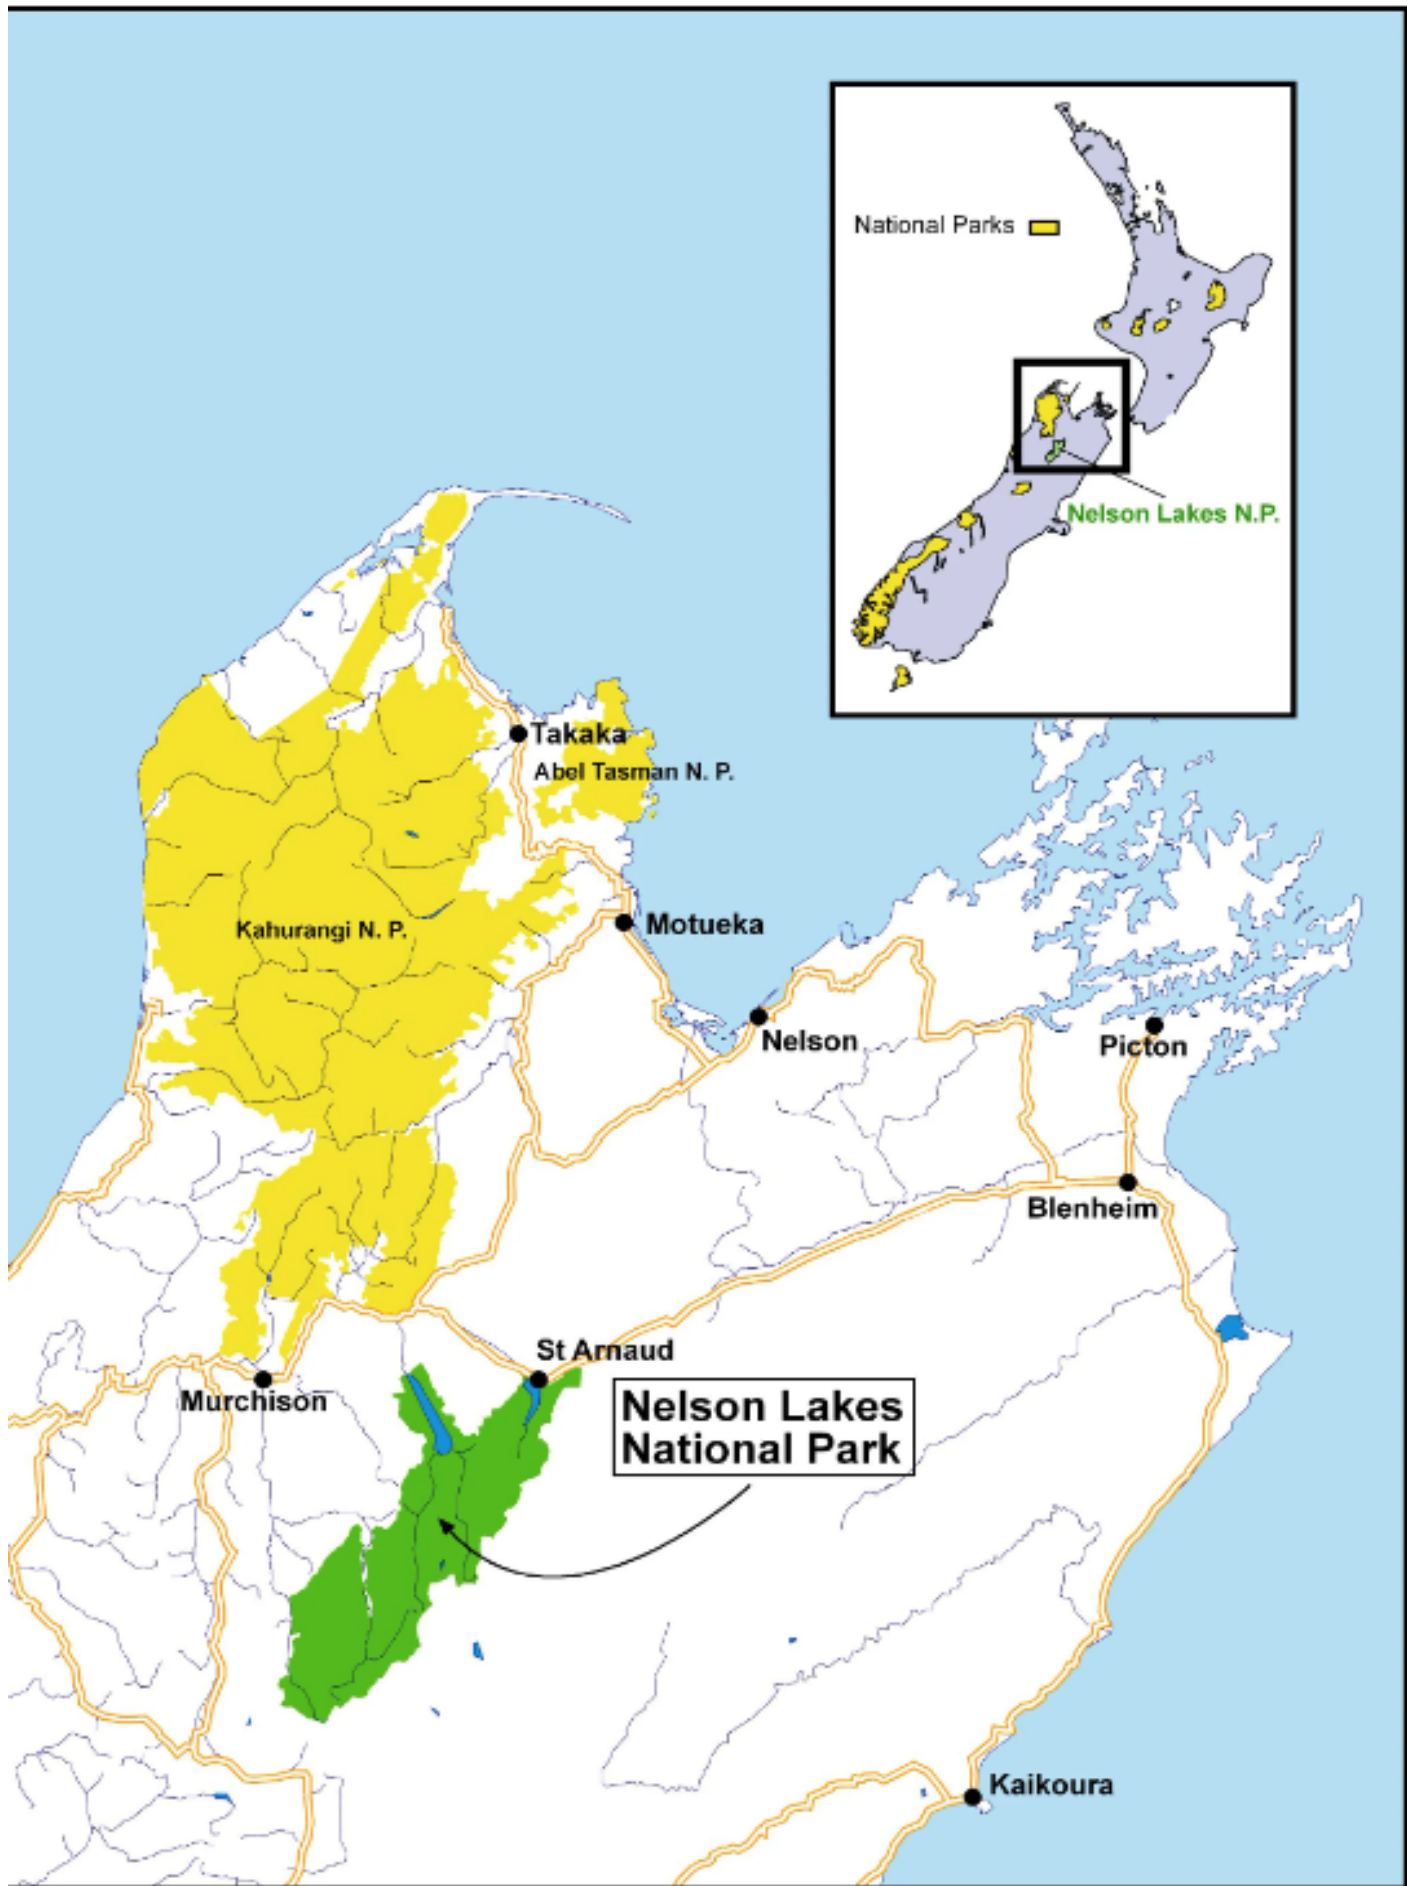 National Parks
Nelson Lakes N.P.
Takaka
Abel Tasman N. P.
Kahurangi N. P.
Motueka
Nelson
Picton
Blenheim
St Arnaud
Murchison
Nelson Lakes
National Park
Kaikoura